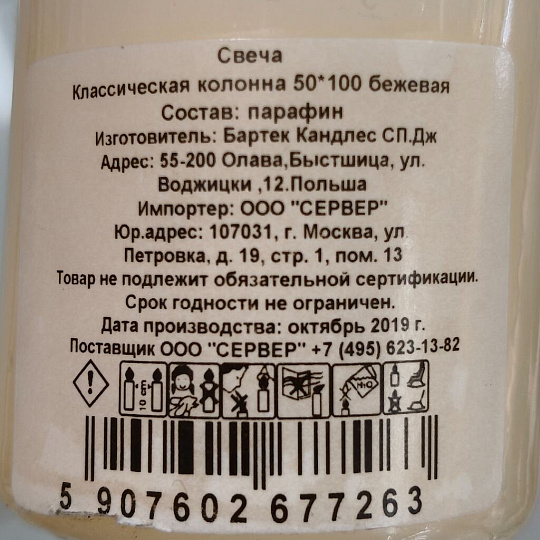 Свеча
Классическая колонна 50*100 бежевая
Состав: парафин
Изготовитель: Бартек Кандлес СП.Дж
Адрес: 55-200 Олава,Быстшица, ул.
Воджицки ,12.Польша
Импортер: ООО "СЕРВЕР"
Юр.адрес: 107031, г. Москва, ул
Петровка, д. 19, стр. 1, пом. 13
Товар не подлежит обязательной сертификации.
Срок годности не ограничен.
Дата производства: октябрь 2019 г.
Поставщик ООО "СЕРВЕР" +7 (495) 623-13-82
10 cm H₂O
5 907602 677263